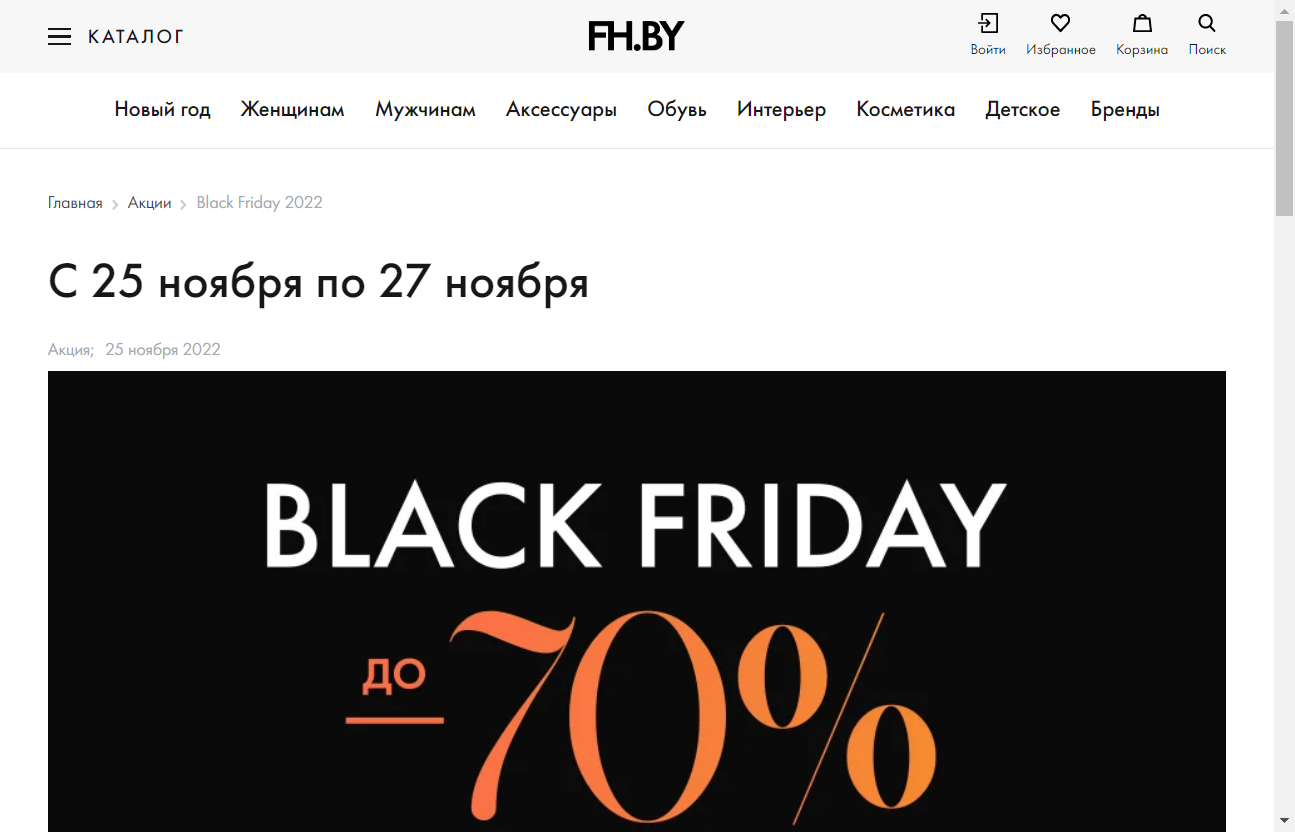 КАТАЛОГ
FH.BY
Войти
Избранное
Корзина
Поиск
Новый год
Женщинам
Мужчинам
Аксессуары
Обувь
Интерьер
Косметика
Детское
Бренды
Главная
Акции
Black Friday 2022
С 25 ноября по 27 ноября
Акция; 25 ноября 2022
BLACK FRIDAY
ДО
70%